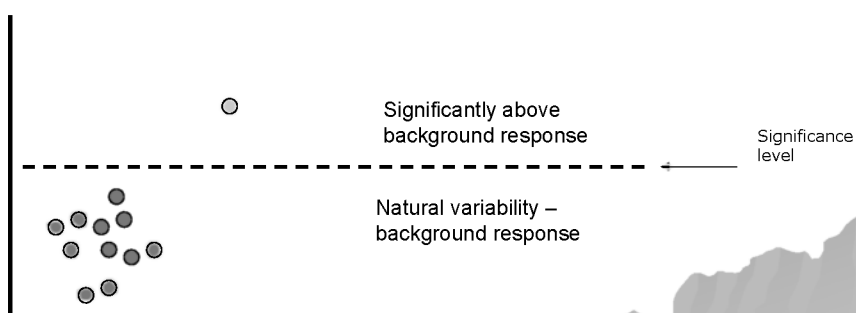 Significantly above
background response
Significance
level
Natural variability –
background response